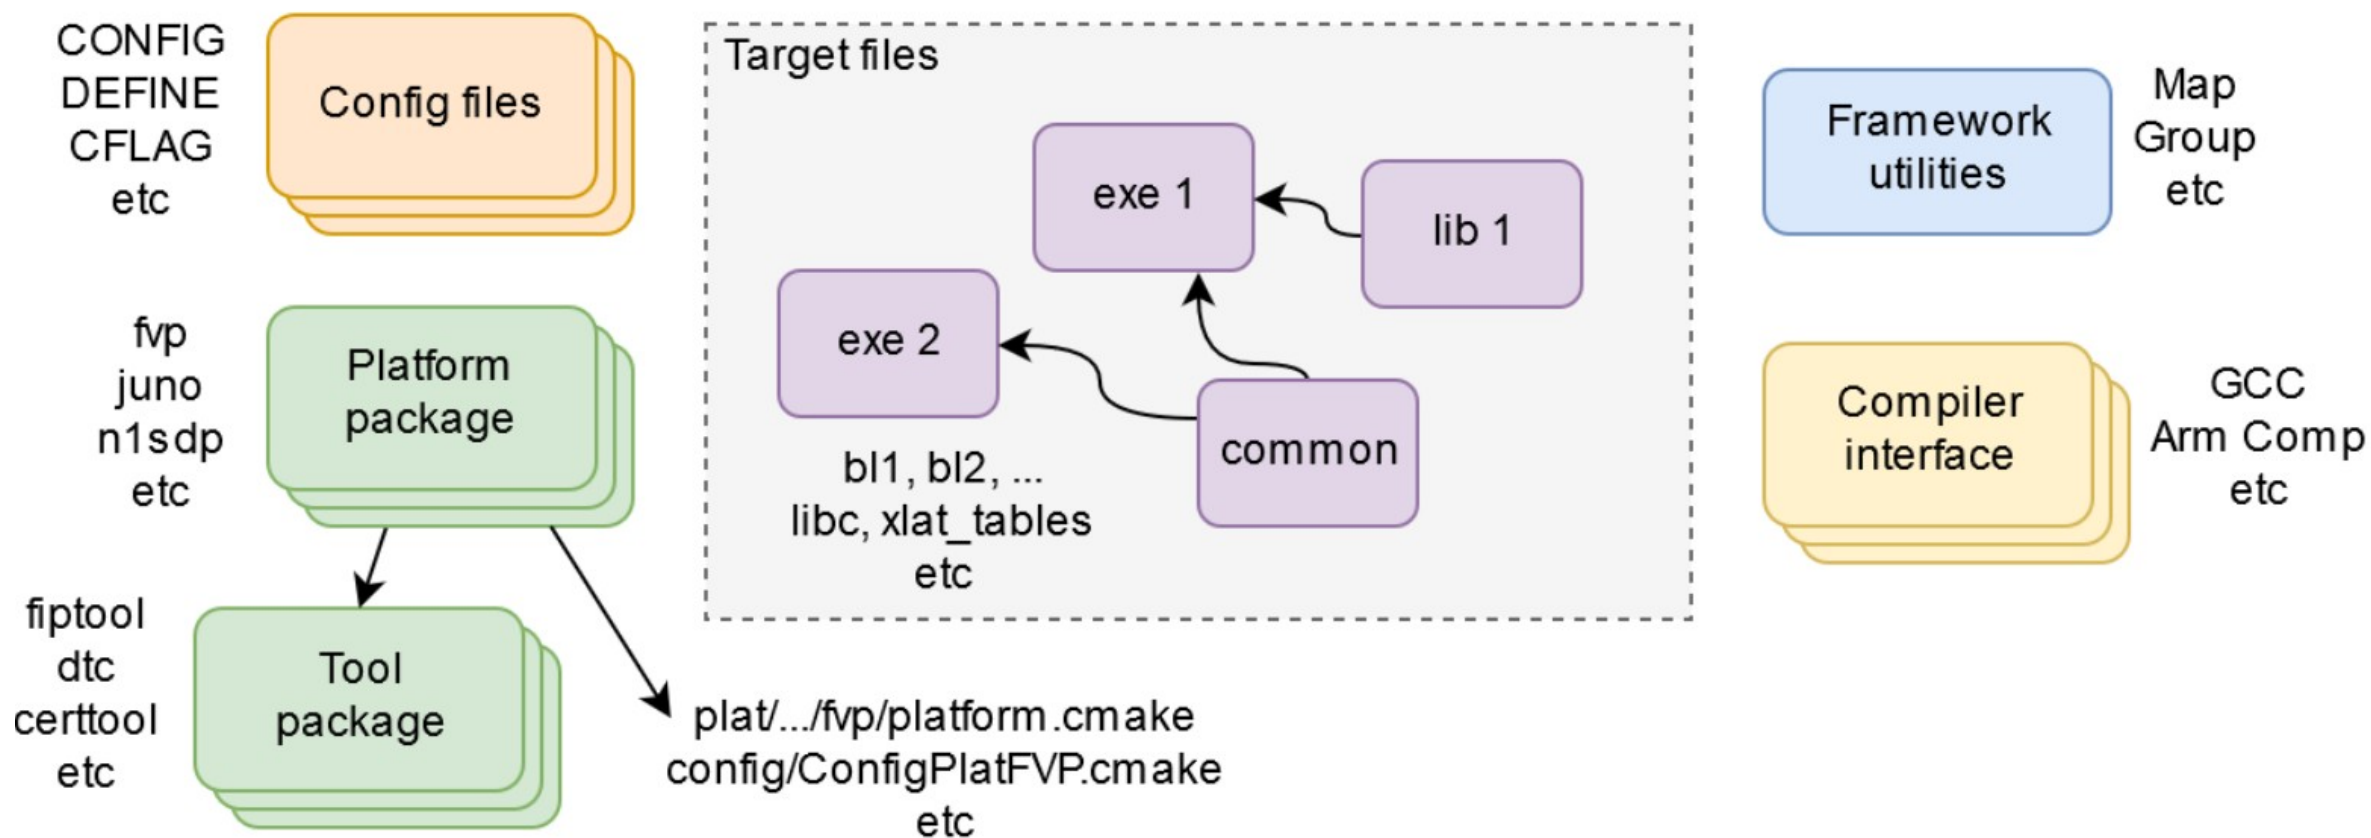 CONFIG
DEFINE
CFLAG
etc
Config files
Target files
exe 1
lib 1
exe 2
common
bl1, bl2, ...
libc, xlat_tables
etc
Framework
utilities
Map
Group
etc
fvp
juno
n1sdp
etc
Platform
package
Compiler
interface
GCC
Arm Comp
etc
fiptool
dtc
certtool
etc
Tool
package
plat/.../fvp/platform.cmake
config/ConfigPlatFVP.cmake
etc